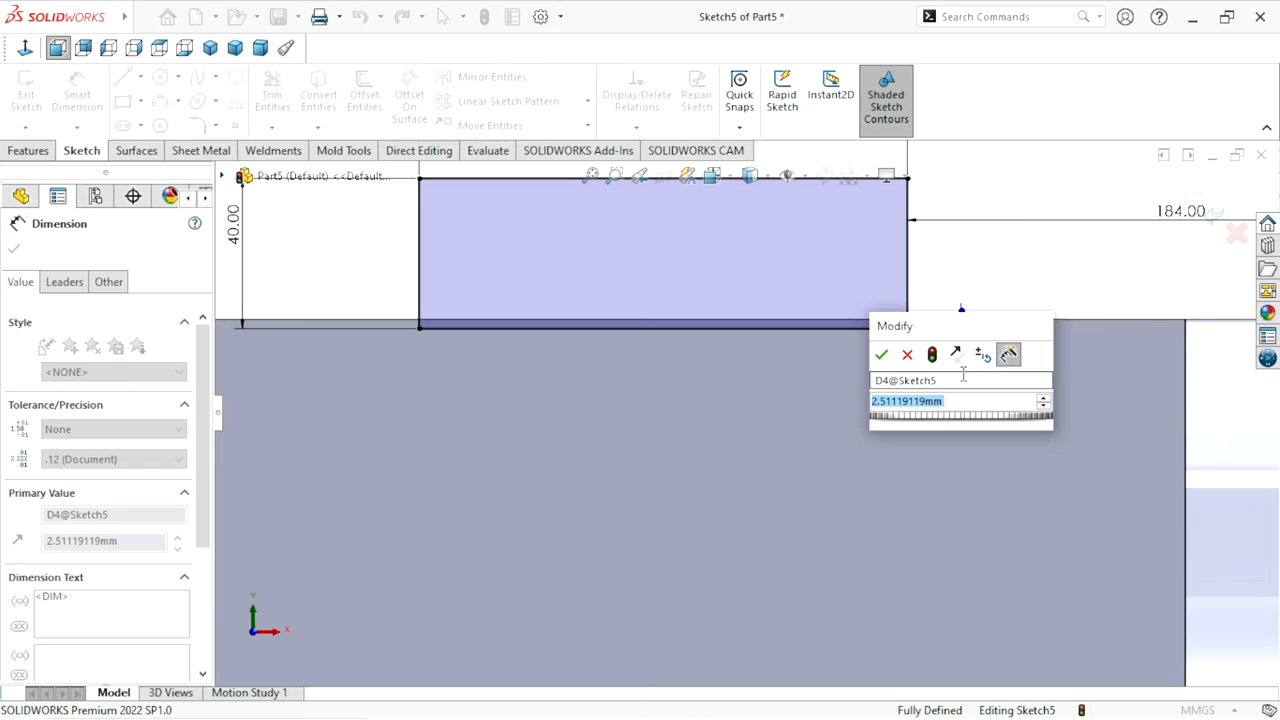 SOLIDWORKS
Sketch5 of Part5 *
Search Commands
Exit Sketch
Smart Dimension
Trim Entities
Convert Entities
Offset Entities
Offset On Surface
Mirror Entities
Linear Sketch Pattern
Move Entities
Display/Delete Relations
Repair Sketch
Quick Snaps
Rapid Sketch
Instant2D
Shaded Sketch Contours
Features
Sketch
Surfaces
Sheet Metal
Weldments
Mold Tools
Direct Editing
Evaluate
SOLIDWORKS Add-Ins
SOLIDWORKS CAM
Part5 (Default) <<Default...
Dimension
Value
Leaders
Other
Style
<NONE>
Tolerance/Precision
None
.12 (Document)
Primary Value
D4@Sketch5
2.51119119mm
Dimension Text
<DIM>
40.00
184.00
Modify
D4@Sketch5
2.51119119mm
Y
X
Model
3D Views
Motion Study 1
SOLIDWORKS Premium 2022 SP1.0
Fully Defined
Editing Sketch5
MMGS